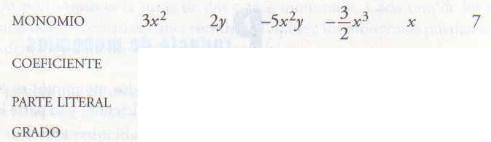 MONOMIO 3x² 2y −5x²y −3/2x³ x 7
COEFICIENTE
PARTE LITERAL
GRADO